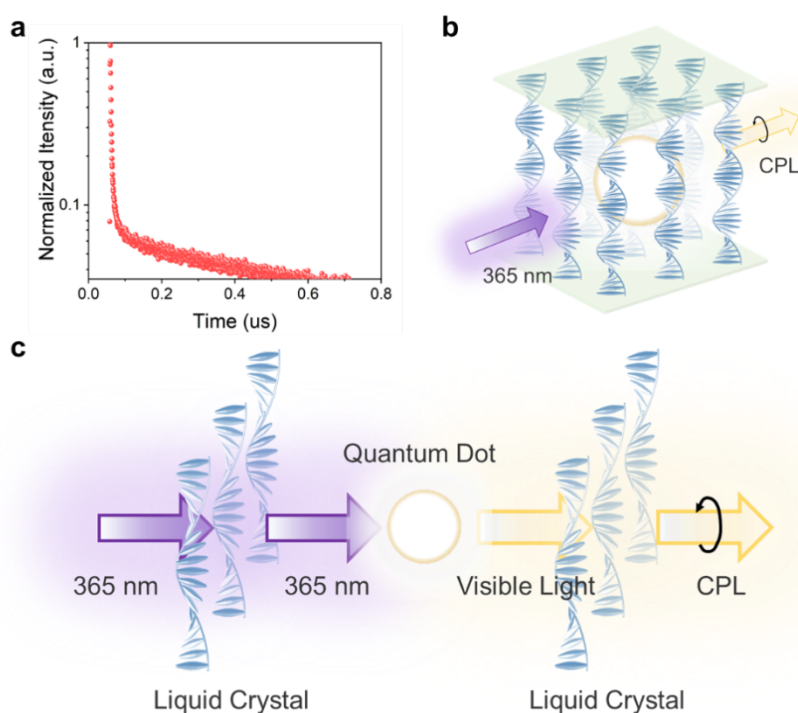 a
Normalized Itensity (a.u.)
1
0.1
0.0 0.2 0.4 0.6 0.8
Time (us)
b
365 nm
CPL
c
Quantum Dot
365 nm
365 nm
Visible Light
CPL
Liquid Crystal
Liquid Crystal